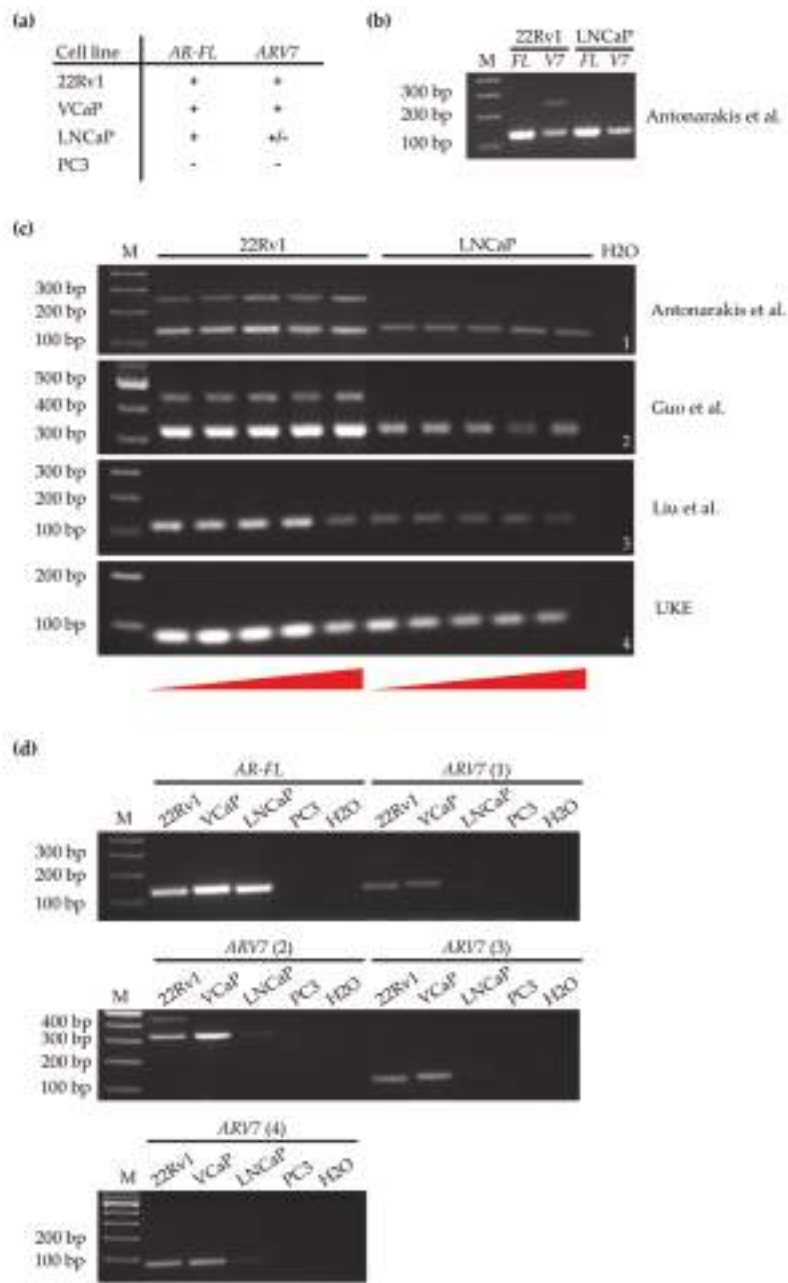 (a)
Cell line AR-FL ARV7
22Rv1 + +
VCaP + +
LNCaP + +/-
PC3 - -
(b)
22Rv1 LNCaP
M FL V7 FL V7
300 bp
200 bp
100 bp
Antonarakis et al.
(c)
M 22Rv1 LNCaP H2O
300 bp
200 bp
100 bp
Antonarakis et al.
1
500 bp
400 bp
300 bp
Guo et al.
2
300 bp
200 bp
100 bp
Liu et al.
3
200 bp
100 bp
UKE
4
(d)
AR-FL ARV7 (1)
M 22Rv1 VCaP LNCaP PC3 H2O 22Rv1 VCaP LNCaP PC3 H2O
300 bp
200 bp
100 bp
ARV7 (2) ARV7 (3)
M 22Rv1 VCaP LNCaP PC3 H2O 22Rv1 VCaP LNCaP PC3 H2O
400 bp
300 bp
200 bp
100 bp
ARV7 (4)
M 22Rv1 VCaP LNCaP PC3 H2O
200 bp
100 bp